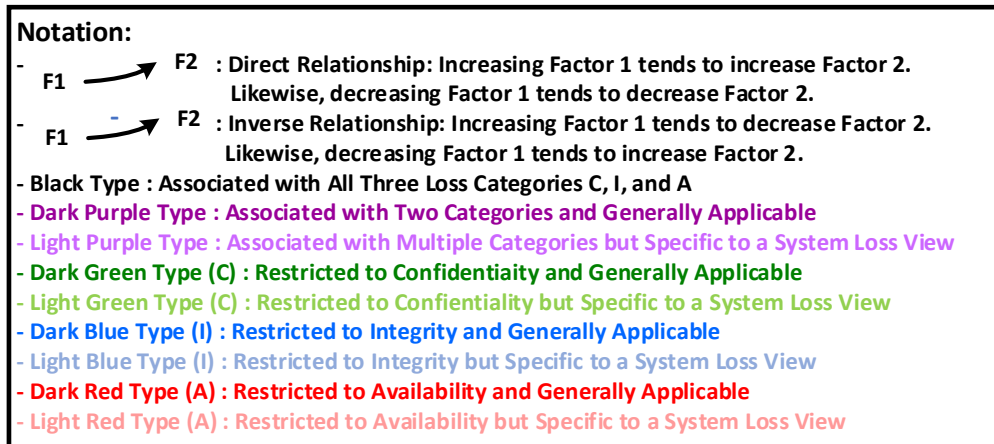 Notation:
- F1 F2 : Direct Relationship: Increasing Factor 1 tends to increase Factor 2.
Likewise, decreasing Factor 1 tends to decrease Factor 2.
- F1 - F2 : Inverse Relationship: Increasing Factor 1 tends to decrease Factor 2.
Likewise, decreasing Factor 1 tends to increase Factor 2.
- Black Type : Associated with All Three Loss Categories C, I, and A
- Dark Purple Type : Associated with Two Categories and Generally Applicable
- Light Purple Type : Associated with Multiple Categories but Specific to a System Loss View
- Dark Green Type (C) : Restricted to Confidentiaity and Generally Applicable
- Light Green Type (C) : Restricted to Confientiality but Specific to a System Loss View
- Dark Blue Type (I) : Restricted to Integrity and Generally Applicable
- Light Blue Type (I) : Restricted to Integrity but Specific to a System Loss View
- Dark Red Type (A) : Restricted to Availability and Generally Applicable
- Light Red Type (A) : Restricted to Availability but Specific to a System Loss View